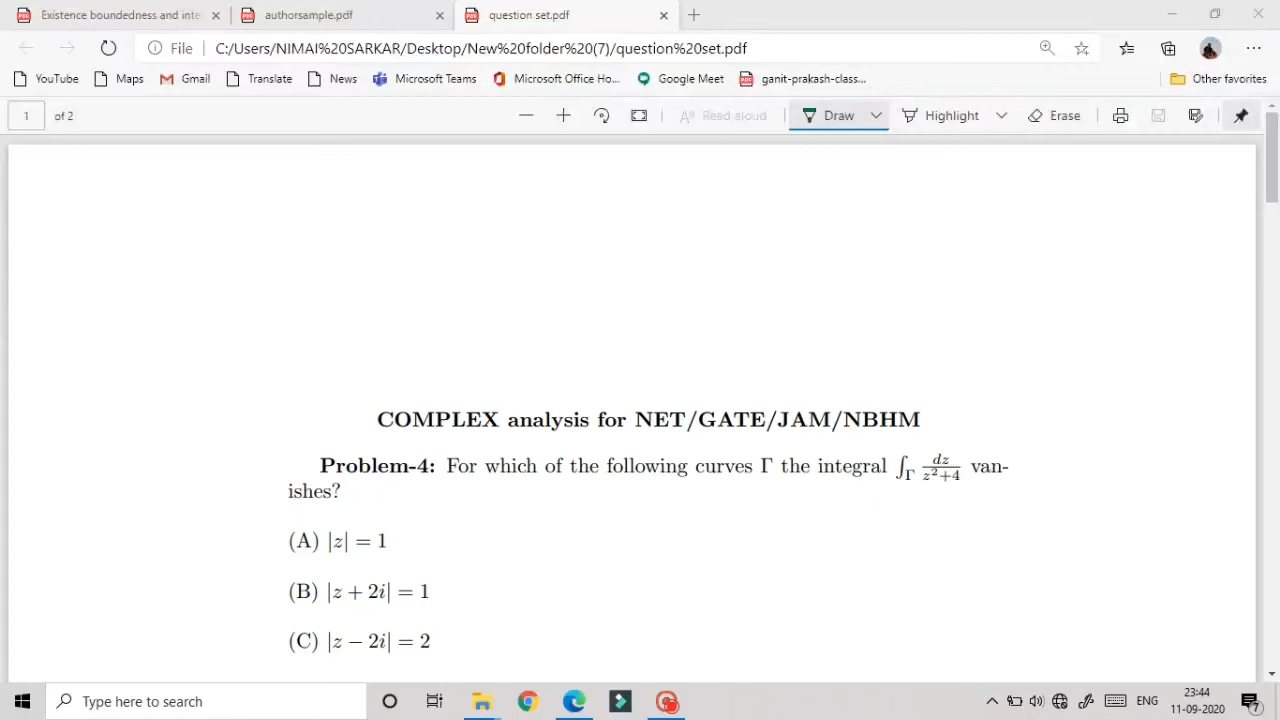 Existence boundedness and inte
authorsample.pdf
question set.pdf
File
C:/Users/NIMAI%20SARKAR/Desktop/New%20folder%20(7)/question%20set.pdf
YouTube
Maps
Gmail
Translate
News
Microsoft Teams
Microsoft Office Ho...
Google Meet
ganit-prakash-class...
Other favorites
1 of 2
Read aloud
Draw
Highlight
Erase
COMPLEX analysis for NET/GATE/JAM/NBHM
Problem-4: For which of the following curves Γ the integral ∫_Γ dz/(z²+4) van-
ishes?
(A) |z| = 1
(B) |z + 2i| = 1
(C) |z − 2i| = 2
Type here to search
ENG
23:44
11-09-2020
7